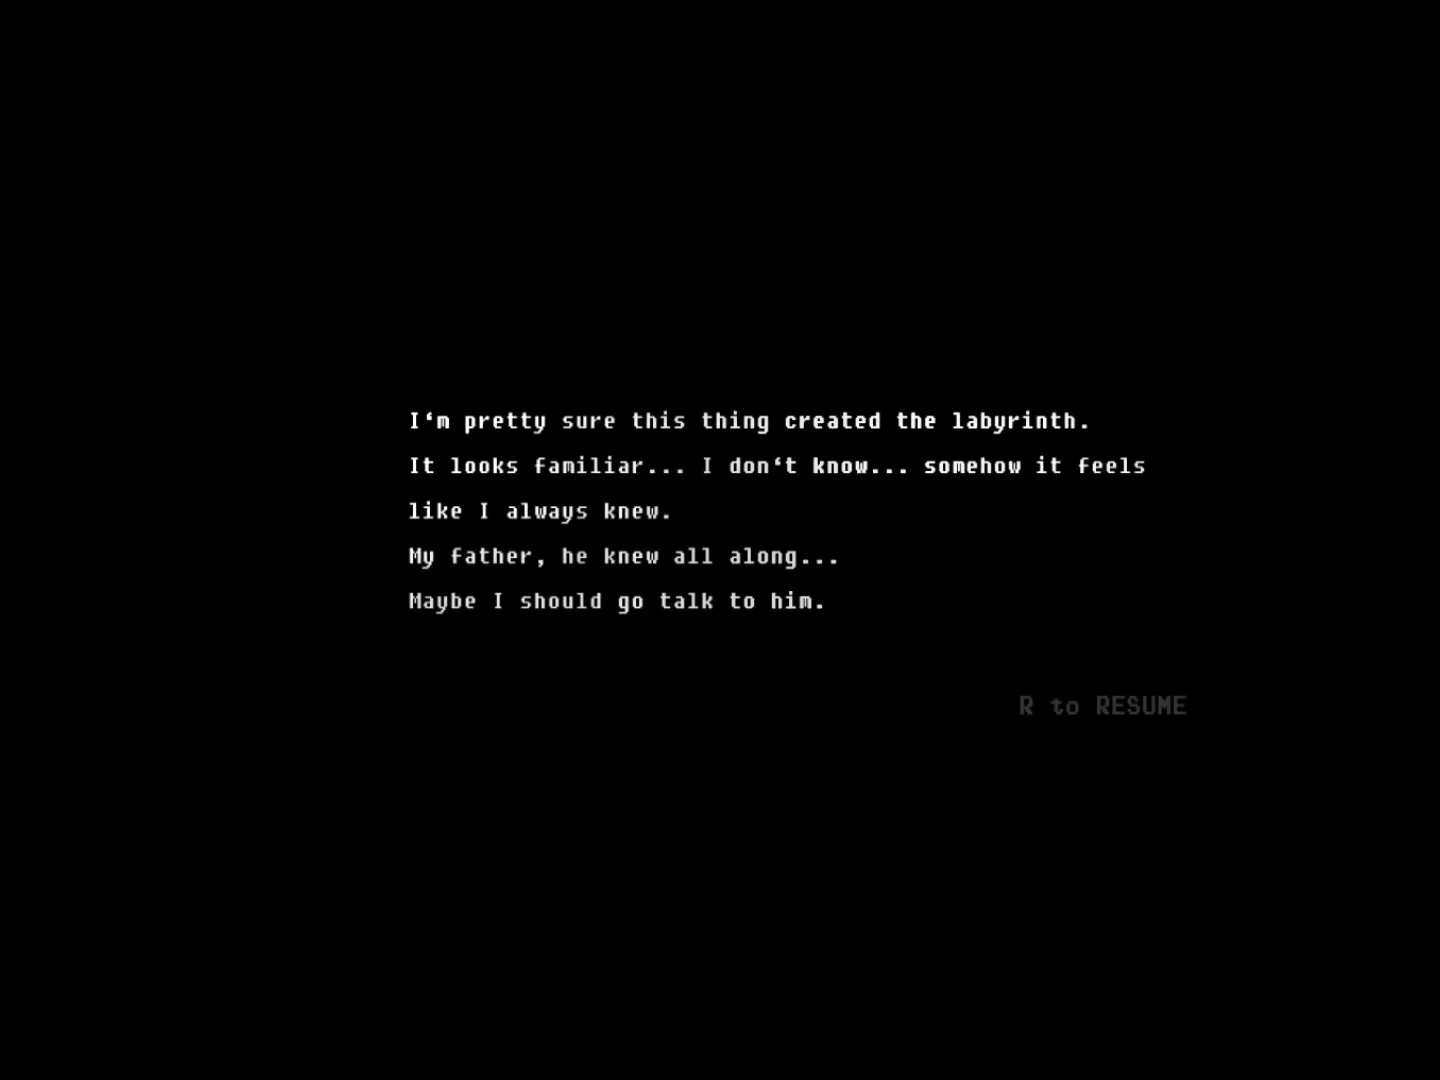 I‘m pretty sure this thing created the labyrinth.
It looks familiar... I don‘t know... somehow it feels
like I always knew.
My father, he knew all along...
Maybe I should go talk to him.
R to RESUME